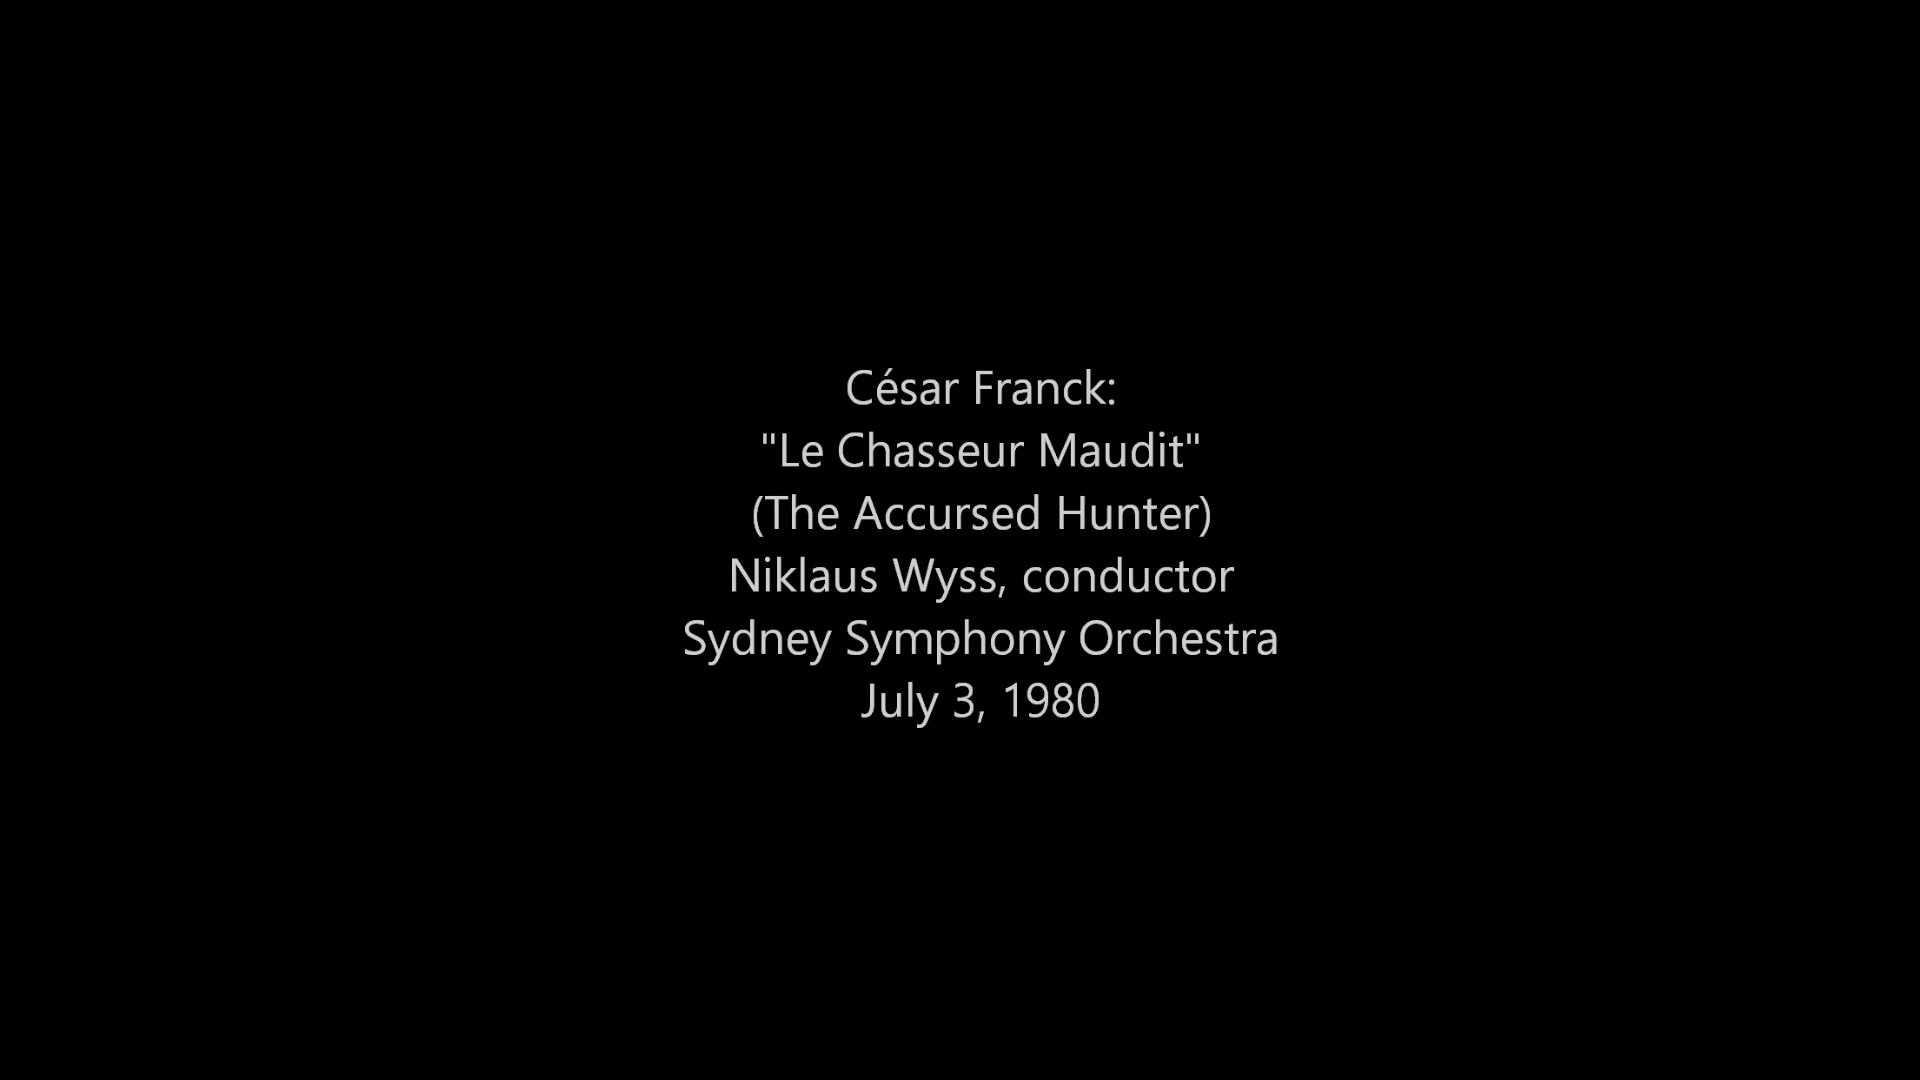 César Franck:
"Le Chasseur Maudit"
(The Accursed Hunter)
Niklaus Wyss, conductor
Sydney Symphony Orchestra
July 3, 1980